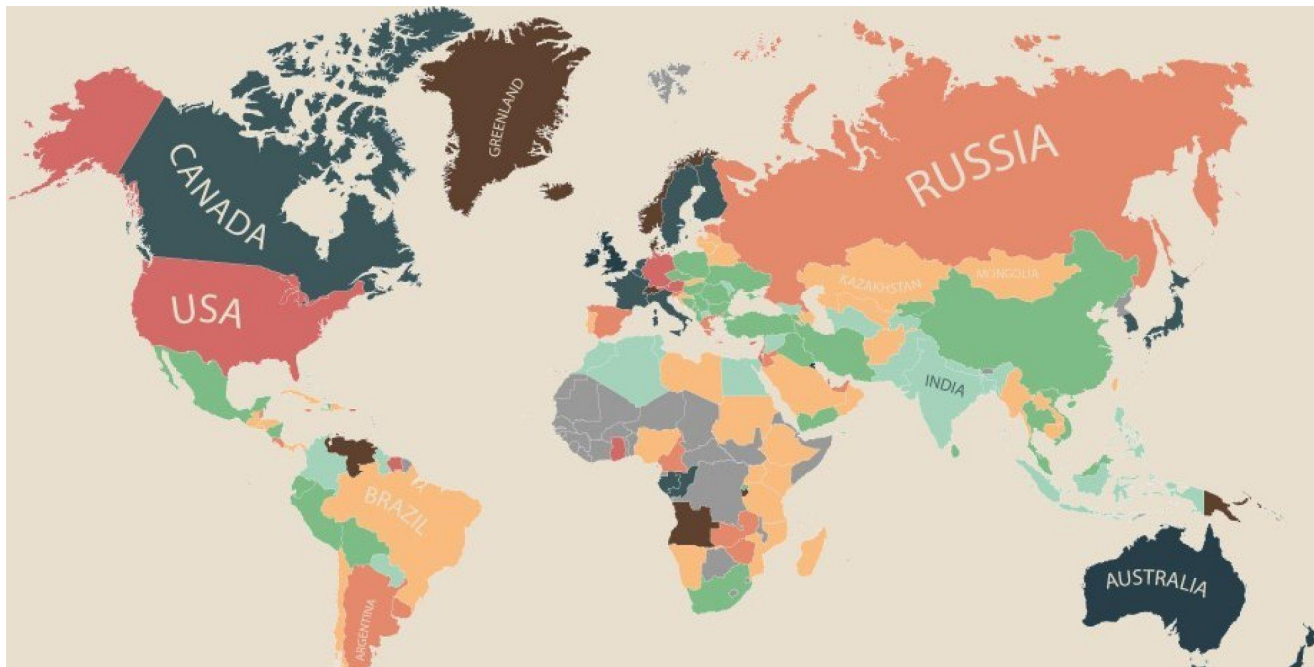 GREENLAND
RUSSIA
CANADA
KAZAKHSTAN
MONGOLIA
USA
INDIA
BRAZIL
AUSTRALIA
ARGENTINA